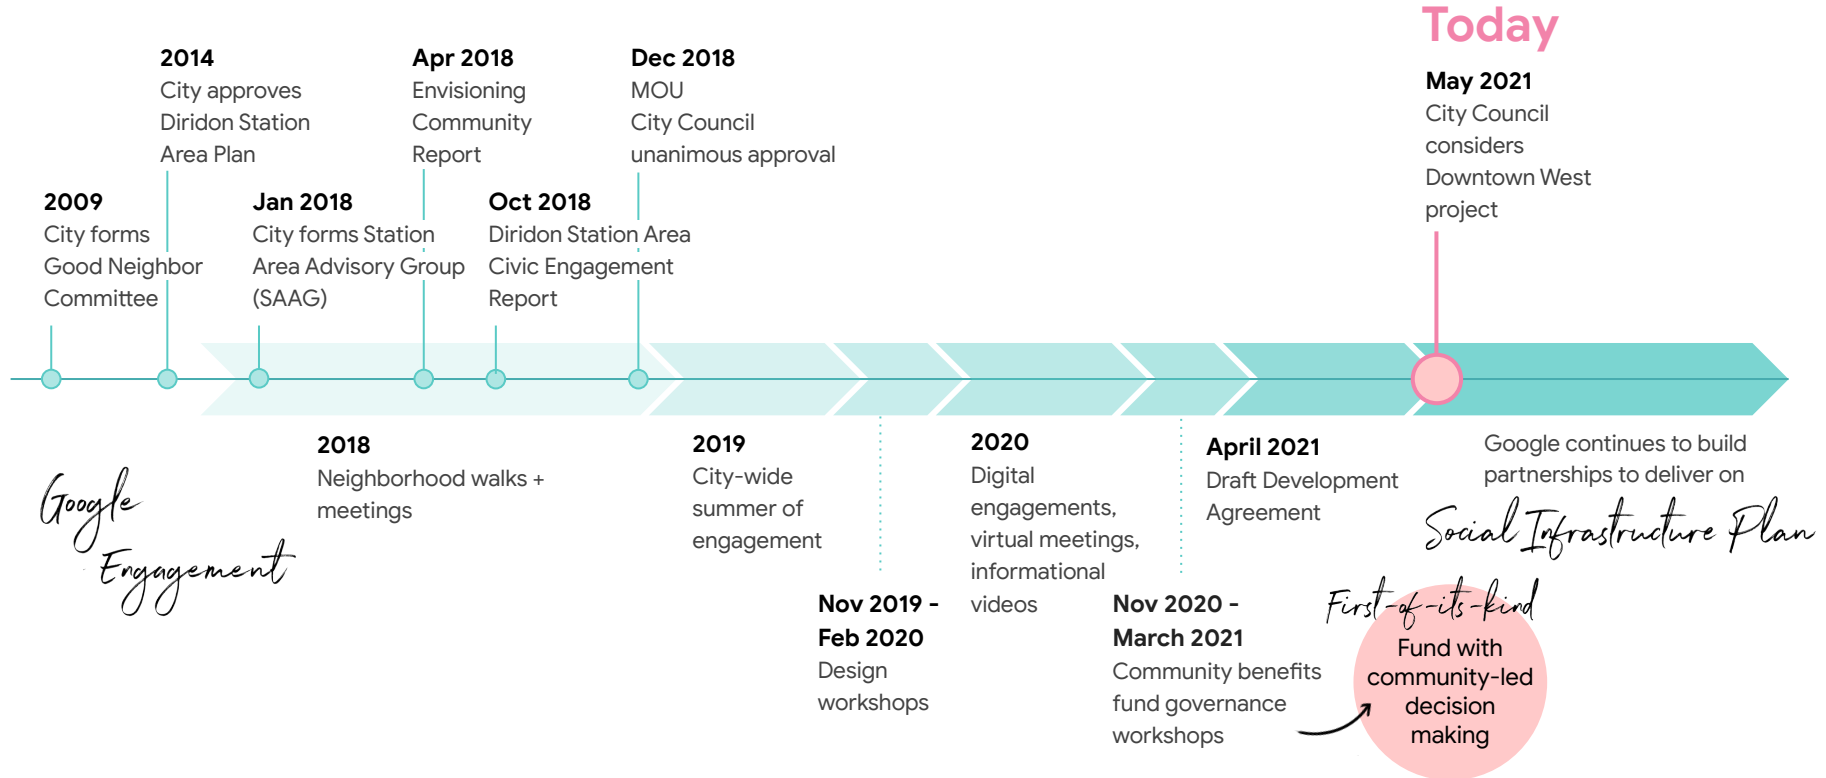 Today
2014
City approves
Diridon Station
Area Plan
Apr 2018
Envisioning
Community
Report
Dec 2018
MOU
City Council
unanimous approval
May 2021
City Council
considers
Downtown West
project
2009
City forms
Good Neighbor
Committee
Jan 2018
City forms Station
Area Advisory Group
(SAAG)
Oct 2018
Diridon Station Area
Civic Engagement
Report
Google
Engagement
2018
Neighborhood walks +
meetings
2019
City-wide
summer of
engagement
Nov 2019 -
Feb 2020
Design
workshops
2020
Digital
engagements,
virtual meetings,
informational
videos
Nov 2020 -
March 2021
Community benefits
fund governance
workshops
April 2021
Draft Development
Agreement
Google continues to build
partnerships to deliver on
Social Infrastructure Plan
First-of-its-kind
Fund with
community-led
decision
making